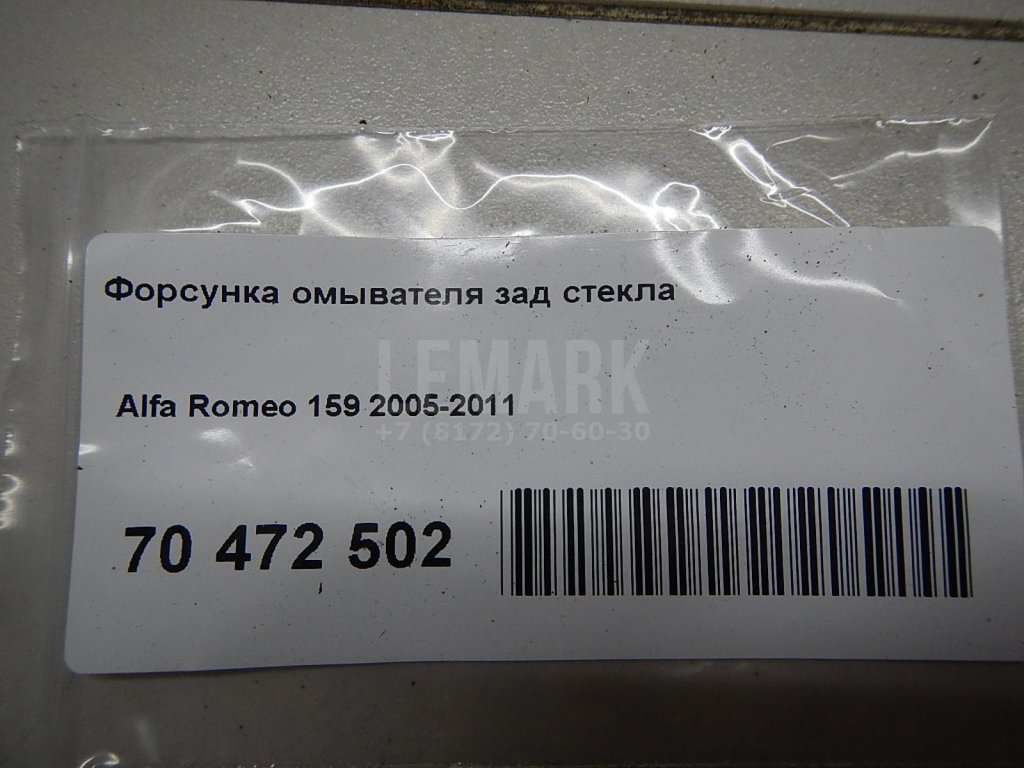 Форсунка омывателя зад стекла
LEMARK
Alfa Romeo 159 2005-2011
+7 (8172) 70-60-30
70 472 502